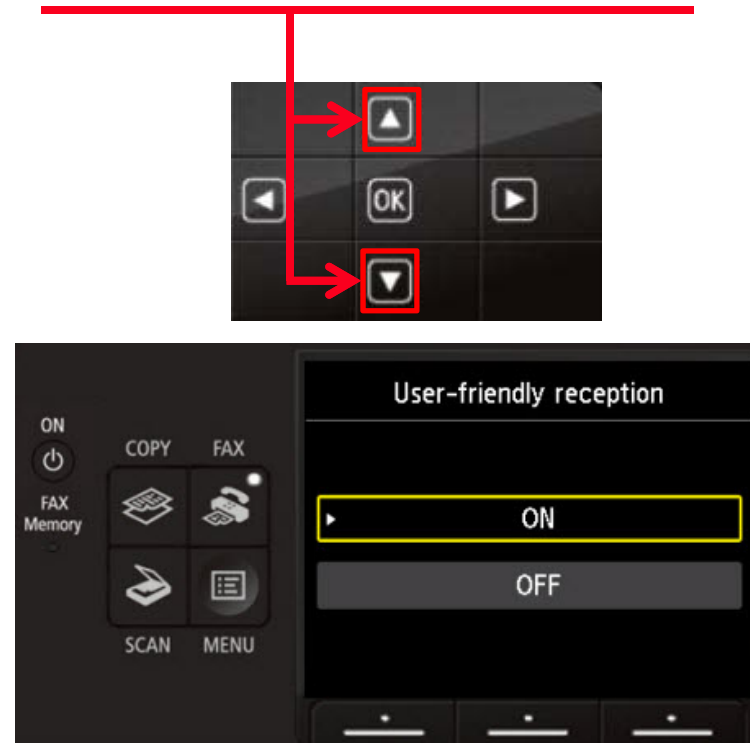 OK
User-friendly reception
ON
COPY FAX
FAX
Memory
ON
OFF
SCAN MENU